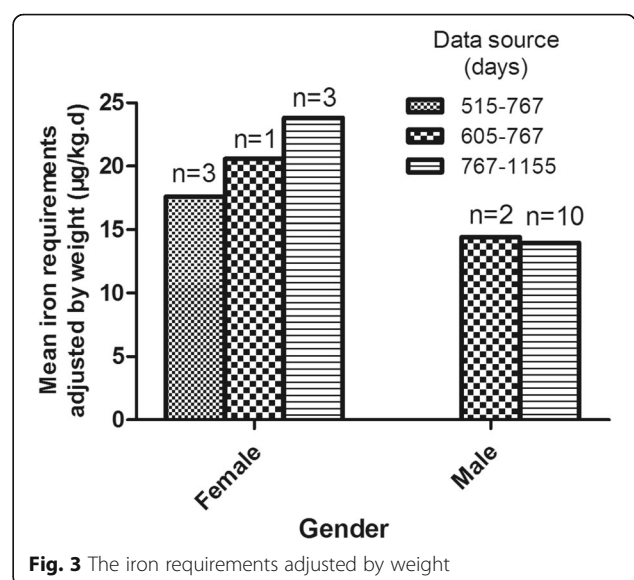 Data source
(days)
515-767
605-767
767-1155
Mean iron requirements
adjusted by weight (µg/kg.d)
25
20
15
10
5
0
n=3
n=1
n=3
n=2
n=10
Female
Male
Gender
Fig. 3 The iron requirements adjusted by weight